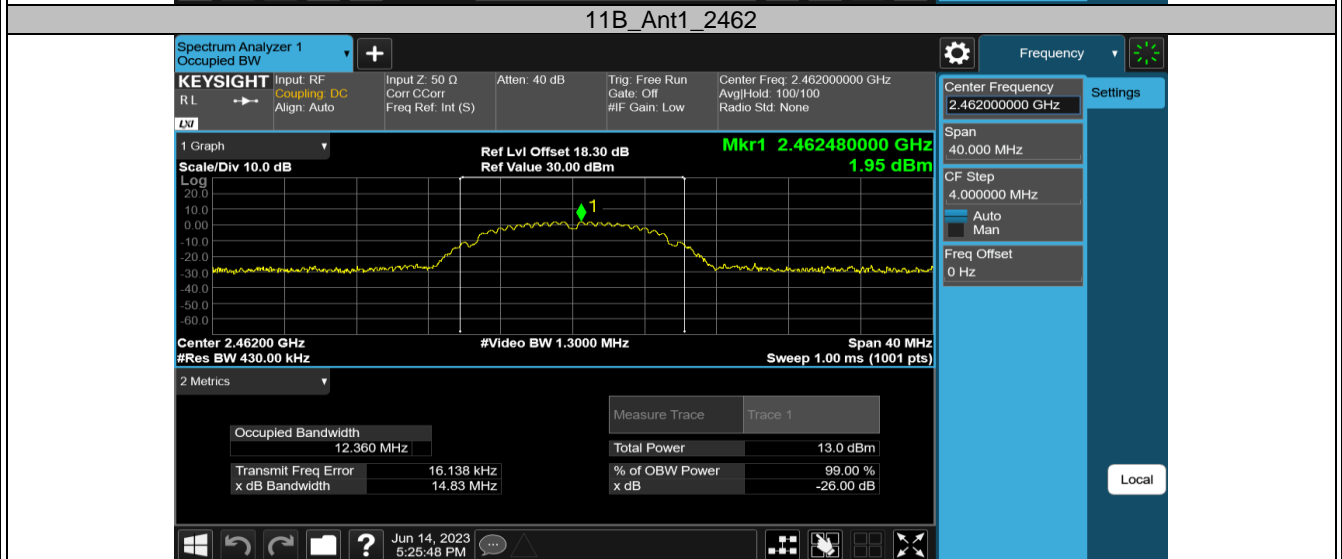 11B_Ant1_2462
Spectrum Analyzer 1
Occupied BW
KEYSIGHT
R L
LXI
Input: RF
Coupling: DC
Align: Auto
Input Z: 50 Ω
Corr CCorr
Freq Ref: Int (S)
Atten: 40 dB
Trig: Free Run
Gate: Off
#IF Gain: Low
Center Freq: 2.462000000 GHz
Avg|Hold: 100/100
Radio Std: None
Frequency
Settings
Center Frequency
2.462000000 GHz
Span
40.000 MHz
CF Step
4.000000 MHz
Auto
Man
Freq Offset
0 Hz
Local
1 Graph
Scale/Div 10.0 dB
Ref Lvl Offset 18.30 dB
Ref Value 30.00 dBm
Mkr1 2.462480000 GHz
1.95 dBm
Log
20.0
10.0
0.00
-10.0
-20.0
-30.0
-40.0
-50.0
-60.0
1
Center 2.46200 GHz
#Res BW 430.00 kHz
#Video BW 1.3000 MHz
Span 40 MHz
Sweep 1.00 ms (1001 pts)
2 Metrics
Measure Trace Trace 1
Occupied Bandwidth
12.360 MHz
Total Power 13.0 dBm
Transmit Freq Error 16.138 kHz
% of OBW Power 99.00 %
x dB Bandwidth 14.83 MHz
x dB -26.00 dB
Jun 14, 2023
5:25:48 PM